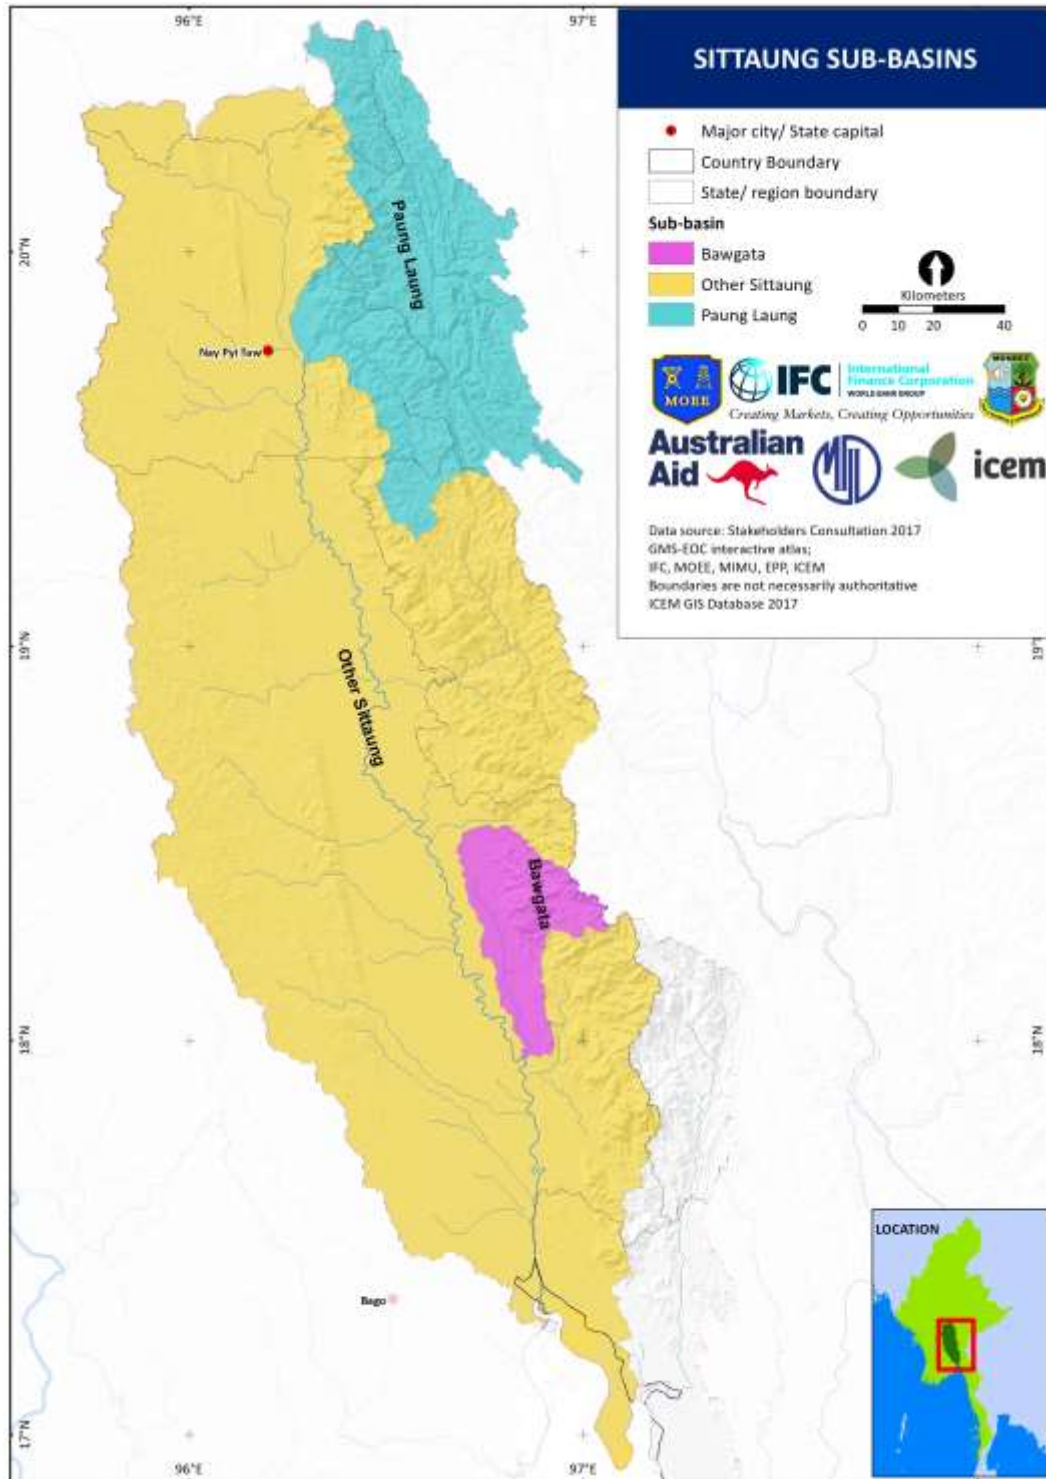 96°E
97°E
SITTAUNG SUB-BASINS
Major city/ State capital
Country Boundary
State/ region boundary
Sub-basin
Bawgata
Other Sittaung
Paung Laung
Kilometers
0 10 20 40
MOEE
IFC
International
Finance Corporation
WORLD BANK GROUP
Creating Markets, Creating Opportunities
Australian
Aid
icem
Data source: Stakeholders Consultation 2017
GMS-EOC interactive atlas;
IFC, MOEE, MIMU, EPP, ICEM
Boundaries are not necessarily authoritative
ICEM GIS Database 2017
20°N
Paung Laung
Nay Pyi Taw
19°N
19°N
Other Sittaung
Bawgata
18°N
18°N
LOCATION
Bago
17°N
96°E
97°E